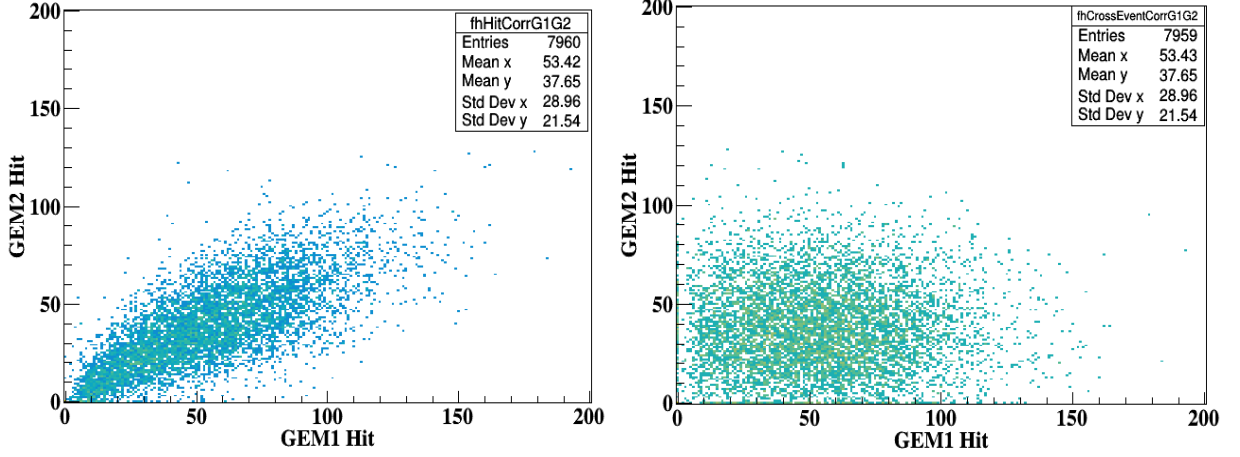 200
150
100
50
0
0
50
100
150
200
GEM2 Hit
GEM1 Hit
fhHitCorrG1G2
Entries 7960
Mean x 53.42
Mean y 37.65
Std Dev x 28.96
Std Dev y 21.54
200
150
100
50
0
0
50
100
150
200
GEM2 Hit
GEM1 Hit
fhCrossEventCorrG1G2
Entries 7959
Mean x 53.43
Mean y 37.65
Std Dev x 28.96
Std Dev y 21.54